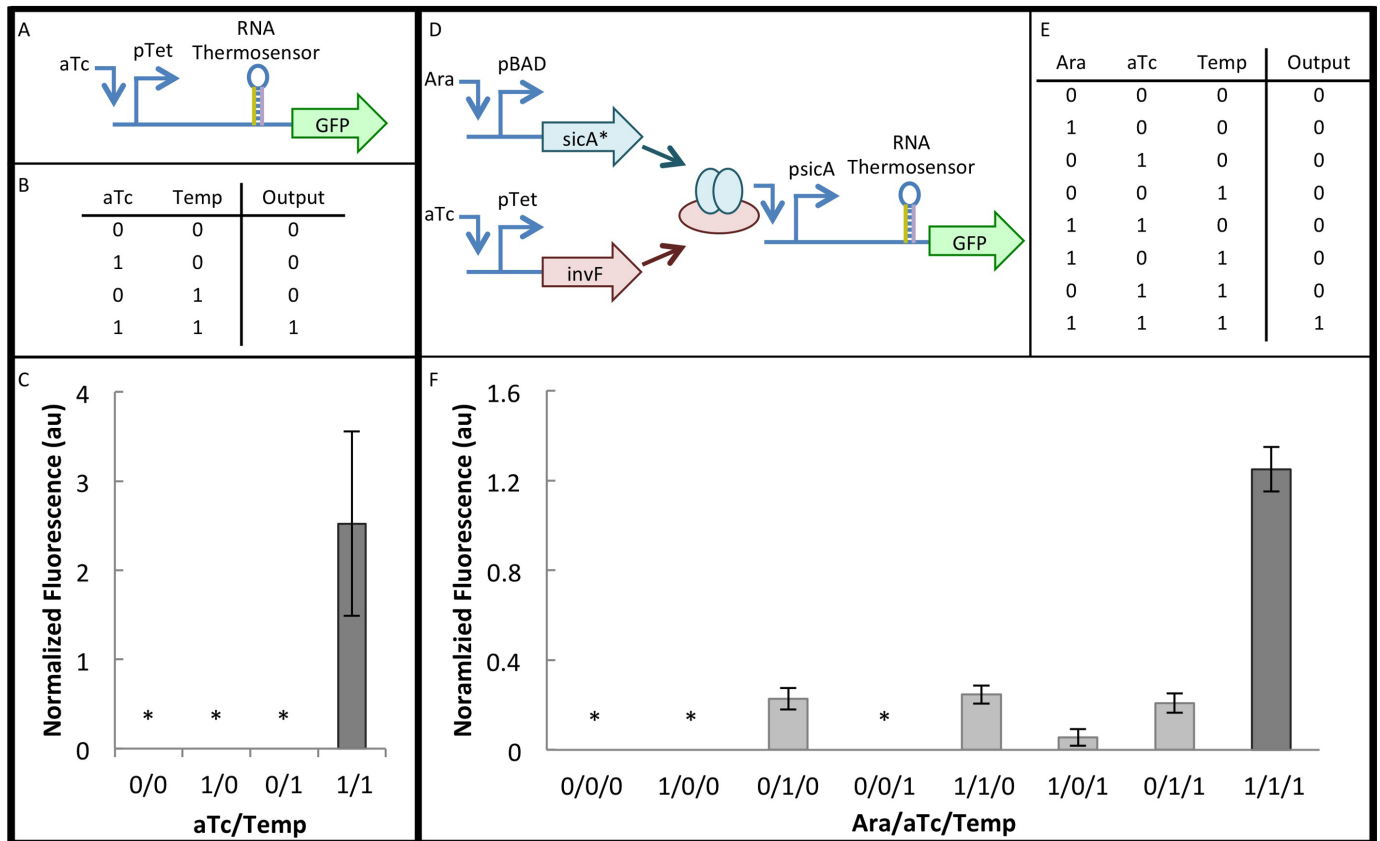 A
aTc
pTet
RNA
Thermosensor
GFP
B
aTc Temp Output
0 0 0
1 0 0
0 1 0
1 1 1
C
Normalized Fluorescence (au)
4
3
2
1
0
* * *
0/0 1/0 0/1 1/1
aTc/Temp
D
Ara
pBAD
sicA*
aTc
pTet
invF
psicA
RNA
Thermosensor
GFP
E
Ara aTc Temp Output
0 0 0 0
1 0 0 0
0 1 0 0
0 0 1 0
1 1 0 0
1 0 1 0
0 1 1 0
1 1 1 1
F
Noramlzied Fluorescence (au)
1.6
1.2
0.8
0.4
0
* * *
0/0/0 1/0/0 0/1/0 0/0/1 1/1/0 1/0/1 0/1/1 1/1/1
Ara/aTc/Temp